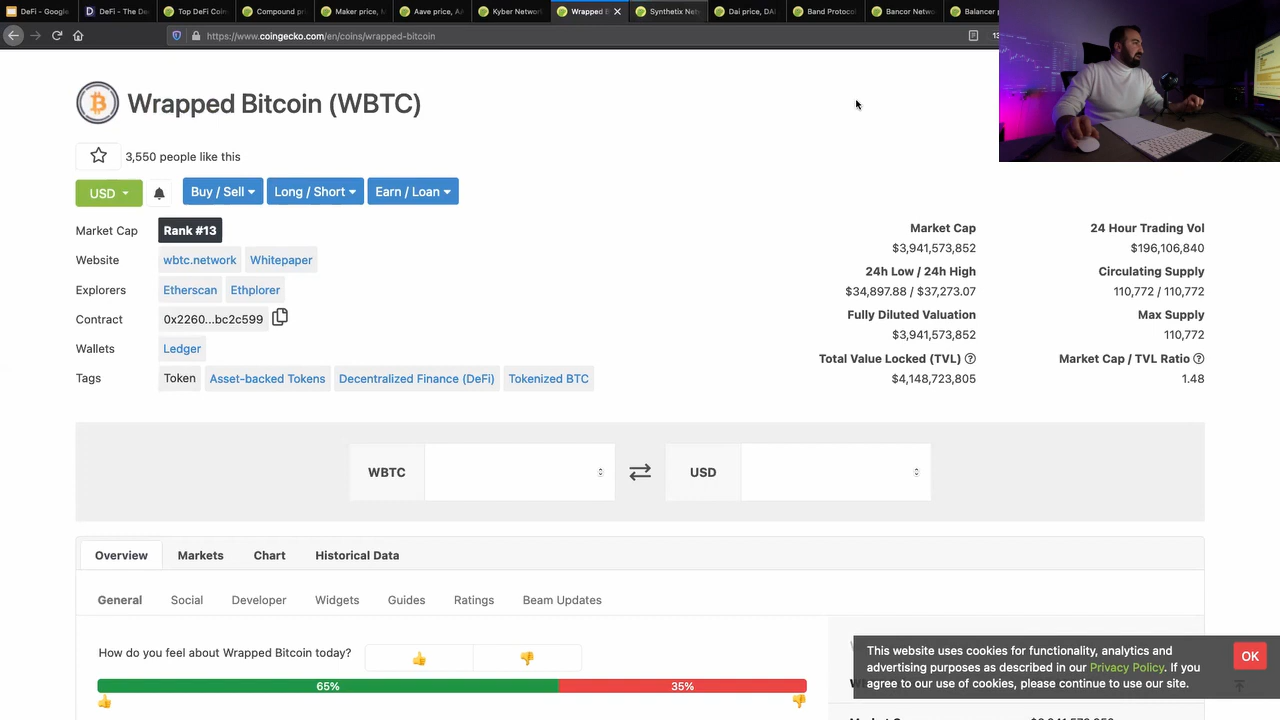 DeFi - Google
DeFi - The De
Top DeFi Coin
Compound pri
Maker price, M
Aave price, AA
Kyber Network
Wrapped B
Synthetix Net
Dai price, DAI
Band Protocol
Bancor Netw
Balancer p
https://www.coingecko.com/en/coins/wrapped-bitcoin
Wrapped Bitcoin (WBTC)
3,550 people like this
USD
Buy / Sell
Long / Short
Earn / Loan
Market Cap
Rank #13
Website
wbtc.network
Whitepaper
Explorers
Etherscan
Ethplorer
Contract
0x2260...bc2c599
Wallets
Ledger
Tags
Token
Asset-backed Tokens
Decentralized Finance (DeFi)
Tokenized BTC
Market Cap
$3,941,573,852
24h Low / 24h High
$34,897.88 / $37,273.07
Fully Diluted Valuation
$3,941,573,852
Total Value Locked (TVL)
$4,148,723,805
24 Hour Trading Vol
$196,106,840
Circulating Supply
110,772 / 110,772
Max Supply
110,772
Market Cap / TVL Ratio
1.48
WBTC
USD
Overview
Markets
Chart
Historical Data
General
Social
Developer
Widgets
Guides
Ratings
Beam Updates
How do you feel about Wrapped Bitcoin today?
65%
35%
This website uses cookies for functionality, analytics and
advertising purposes as described in our Privacy Policy. If you
agree to our use of cookies, please continue to use our site.
OK